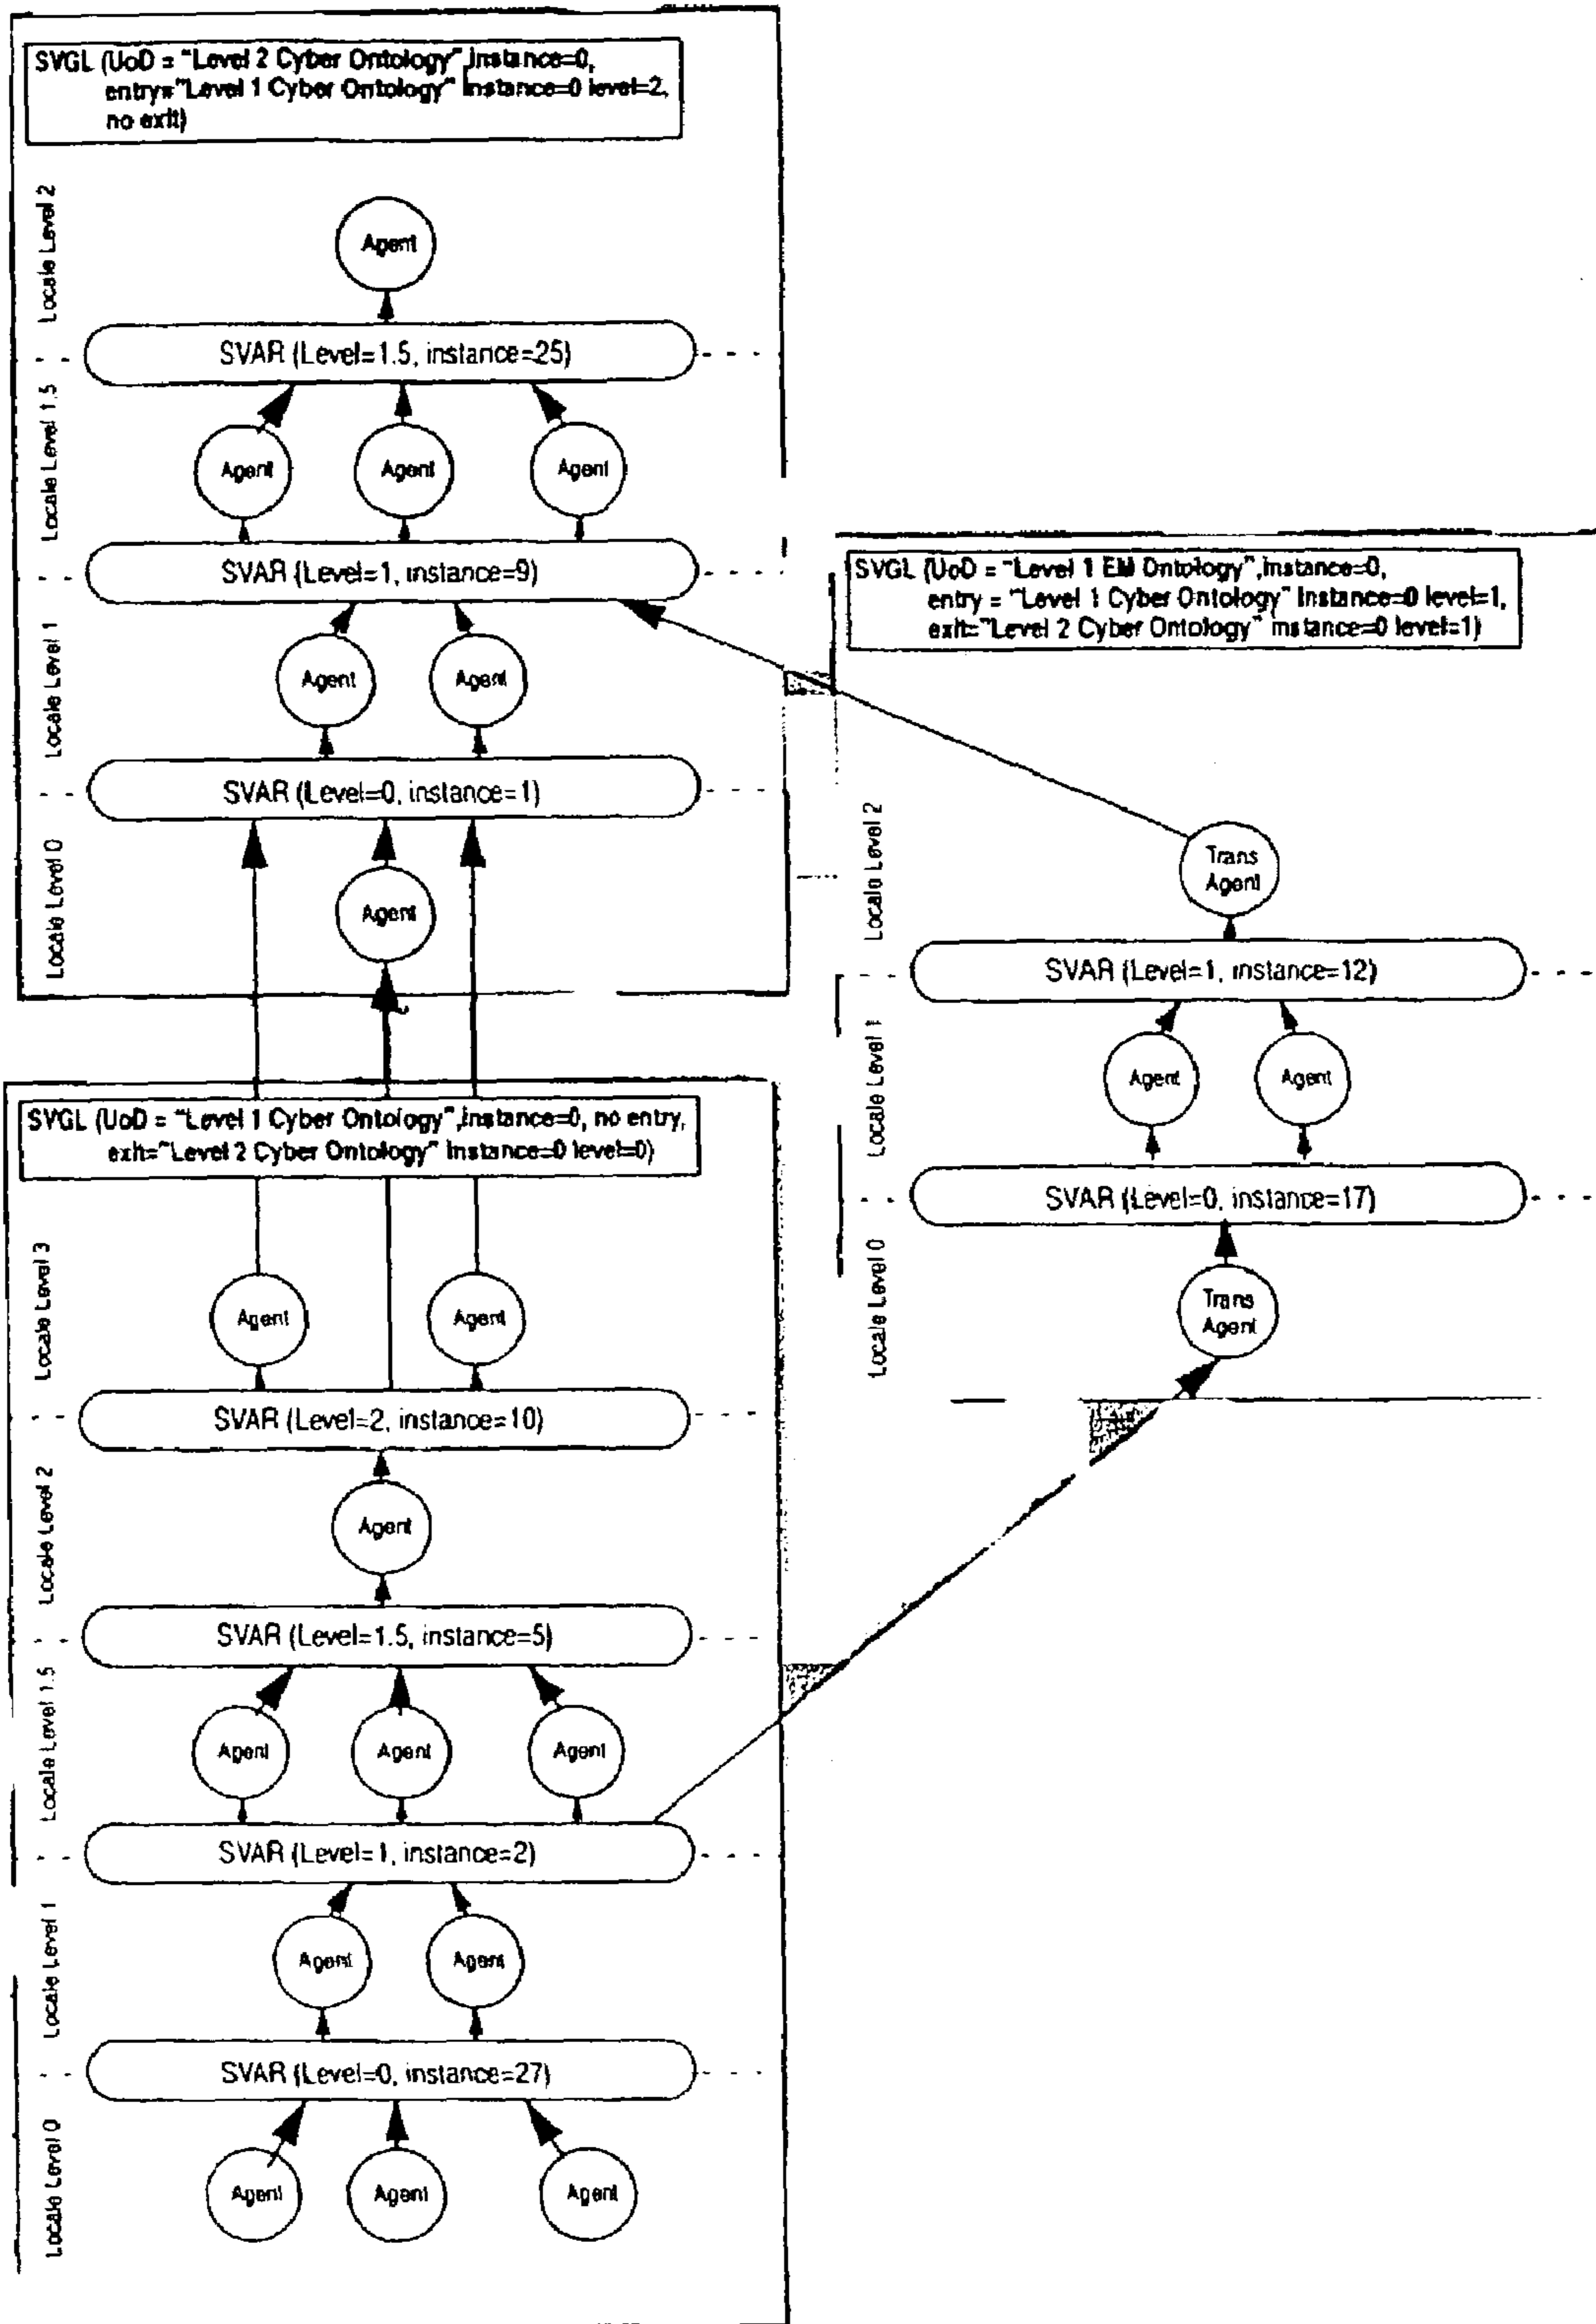 SVGL (UoD = "Level 2 Cyber Ontology",instance=0,
entry="Level 1 Cyber Ontology" instance=0 level=2,
no exit)
Locale Level 2
Agent
SVAR (Level=1.5, instance=25)
Locale Level 1.5
Agent
Agent
Agent
SVAR (Level=1, instance=9)
Locale Level 1
Agent
Agent
SVAR (Level=0, instance=1)
Locale Level 0
Agent
SVGL (UoD = "Level 1 EM Ontology",instance=0,
entry = "Level 1 Cyber Ontology" instance=0 level=1,
exit="Level 2 Cyber Ontology" instance=0 level=1)
Locale Level 2
Trans
Agent
SVAR (Level=1, instance=12)
Locale Level 1
Agent
Agent
SVAR (Level=0, instance=17)
Locale Level 0
Trans
Agent
SVGL (UoD = "Level 1 Cyber Ontology",instance=0, no entry,
exit="Level 2 Cyber Ontology" instance=0 level=0)
Locale Level 3
Agent
Agent
SVAR (Level=2, instance=10)
Locale Level 2
Agent
SVAR (Level=1.5, instance=5)
Locale Level 1.5
Agent
Agent
Agent
SVAR (Level=1, instance=2)
Locale Level 1
Agent
Agent
SVAR (Level=0, instance=27)
Locale Level 0
Agent
Agent
Agent